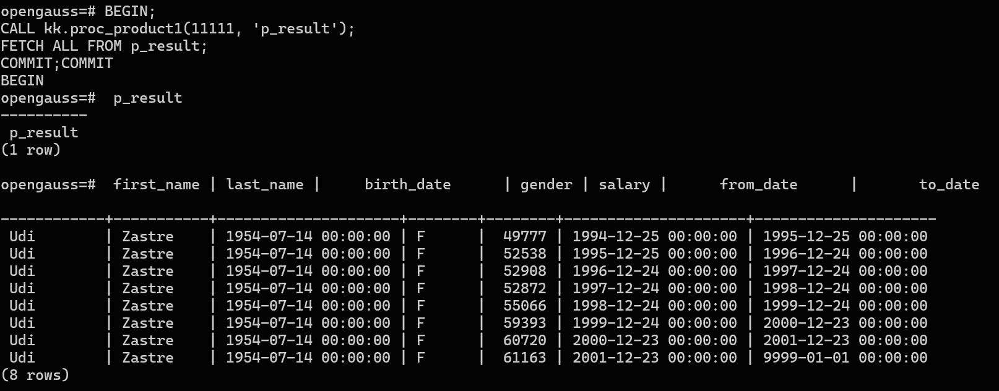 opengauss=# BEGIN;
CALL kk.proc_product1(11111, 'p_result');
FETCH ALL FROM p_result;
COMMIT;COMMIT
BEGIN
opengauss=#  p_result
----------
 p_result
(1 row)

opengauss=#  first_name | last_name |     birth_date      | gender | salary |      from_date      |       to_date

------------+-----------+---------------------+--------+--------+---------------------+---------------------
 Udi        | Zastre    | 1954-07-14 00:00:00 | F      |  49777 | 1994-12-25 00:00:00 | 1995-12-25 00:00:00
 Udi        | Zastre    | 1954-07-14 00:00:00 | F      |  52538 | 1995-12-25 00:00:00 | 1996-12-24 00:00:00
 Udi        | Zastre    | 1954-07-14 00:00:00 | F      |  52908 | 1996-12-24 00:00:00 | 1997-12-24 00:00:00
 Udi        | Zastre    | 1954-07-14 00:00:00 | F      |  52872 | 1997-12-24 00:00:00 | 1998-12-24 00:00:00
 Udi        | Zastre    | 1954-07-14 00:00:00 | F      |  55066 | 1998-12-24 00:00:00 | 1999-12-24 00:00:00
 Udi        | Zastre    | 1954-07-14 00:00:00 | F      |  59393 | 1999-12-24 00:00:00 | 2000-12-23 00:00:00
 Udi        | Zastre    | 1954-07-14 00:00:00 | F      |  60720 | 2000-12-23 00:00:00 | 2001-12-23 00:00:00
 Udi        | Zastre    | 1954-07-14 00:00:00 | F      |  61163 | 2001-12-23 00:00:00 | 9999-01-01 00:00:00
(8 rows)